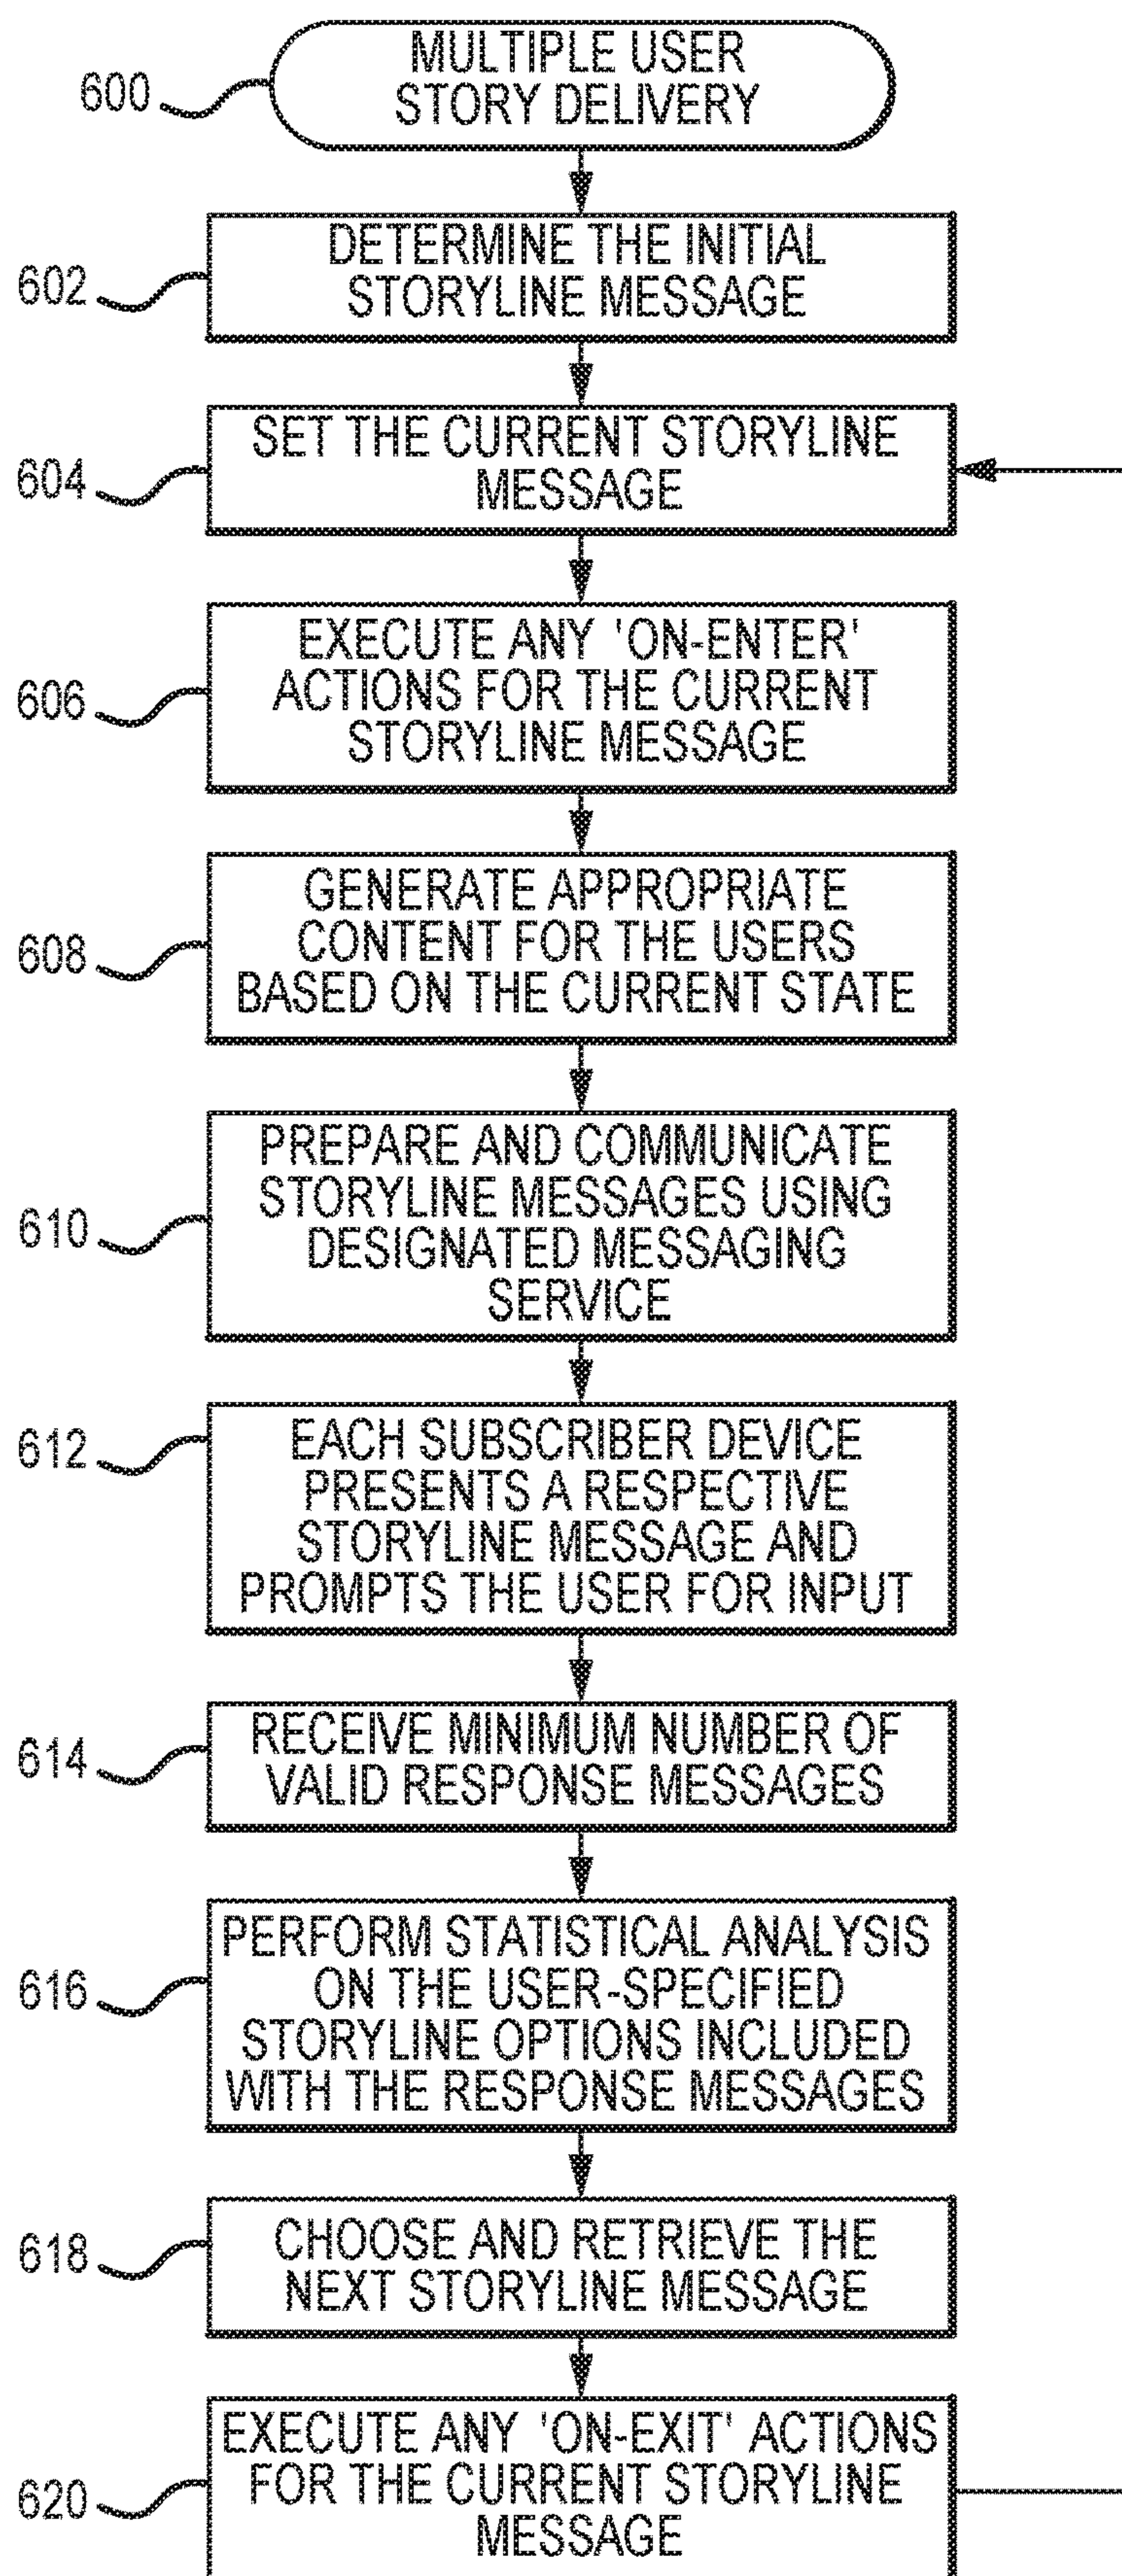 600
MULTIPLE USER
STORY DELIVERY
602
DETERMINE THE INITIAL
STORYLINE MESSAGE
604
SET THE CURRENT STORYLINE
MESSAGE
606
EXECUTE ANY 'ON-ENTER'
ACTIONS FOR THE CURRENT
STORYLINE MESSAGE
608
GENERATE APPROPRIATE
CONTENT FOR THE USERS
BASED ON THE CURRENT STATE
610
PREPARE AND COMMUNICATE
STORYLINE MESSAGES USING
DESIGNATED MESSAGING
SERVICE
612
EACH SUBSCRIBER DEVICE
PRESENTS A RESPECTIVE
STORYLINE MESSAGE AND
PROMPTS THE USER FOR INPUT
614
RECEIVE MINIMUM NUMBER OF
VALID RESPONSE MESSAGES
616
PERFORM STATISTICAL ANALYSIS
ON THE USER-SPECIFIED
STORYLINE OPTIONS INCLUDED
WITH THE RESPONSE MESSAGES
618
CHOOSE AND RETRIEVE THE
NEXT STORYLINE MESSAGE
620
EXECUTE ANY 'ON-EXIT' ACTIONS
FOR THE CURRENT STORYLINE
MESSAGE